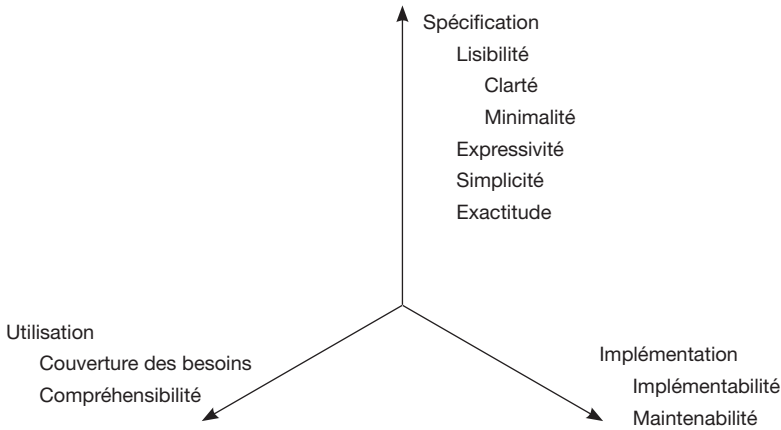 Spécification
Lisibilité
Clarté
Minimalité
Expressivité
Simplicité
Exactitude
Utilisation
Couverture des besoins
Compréhensibilité
Implémentation
Implémentabilité
Maintenabilité